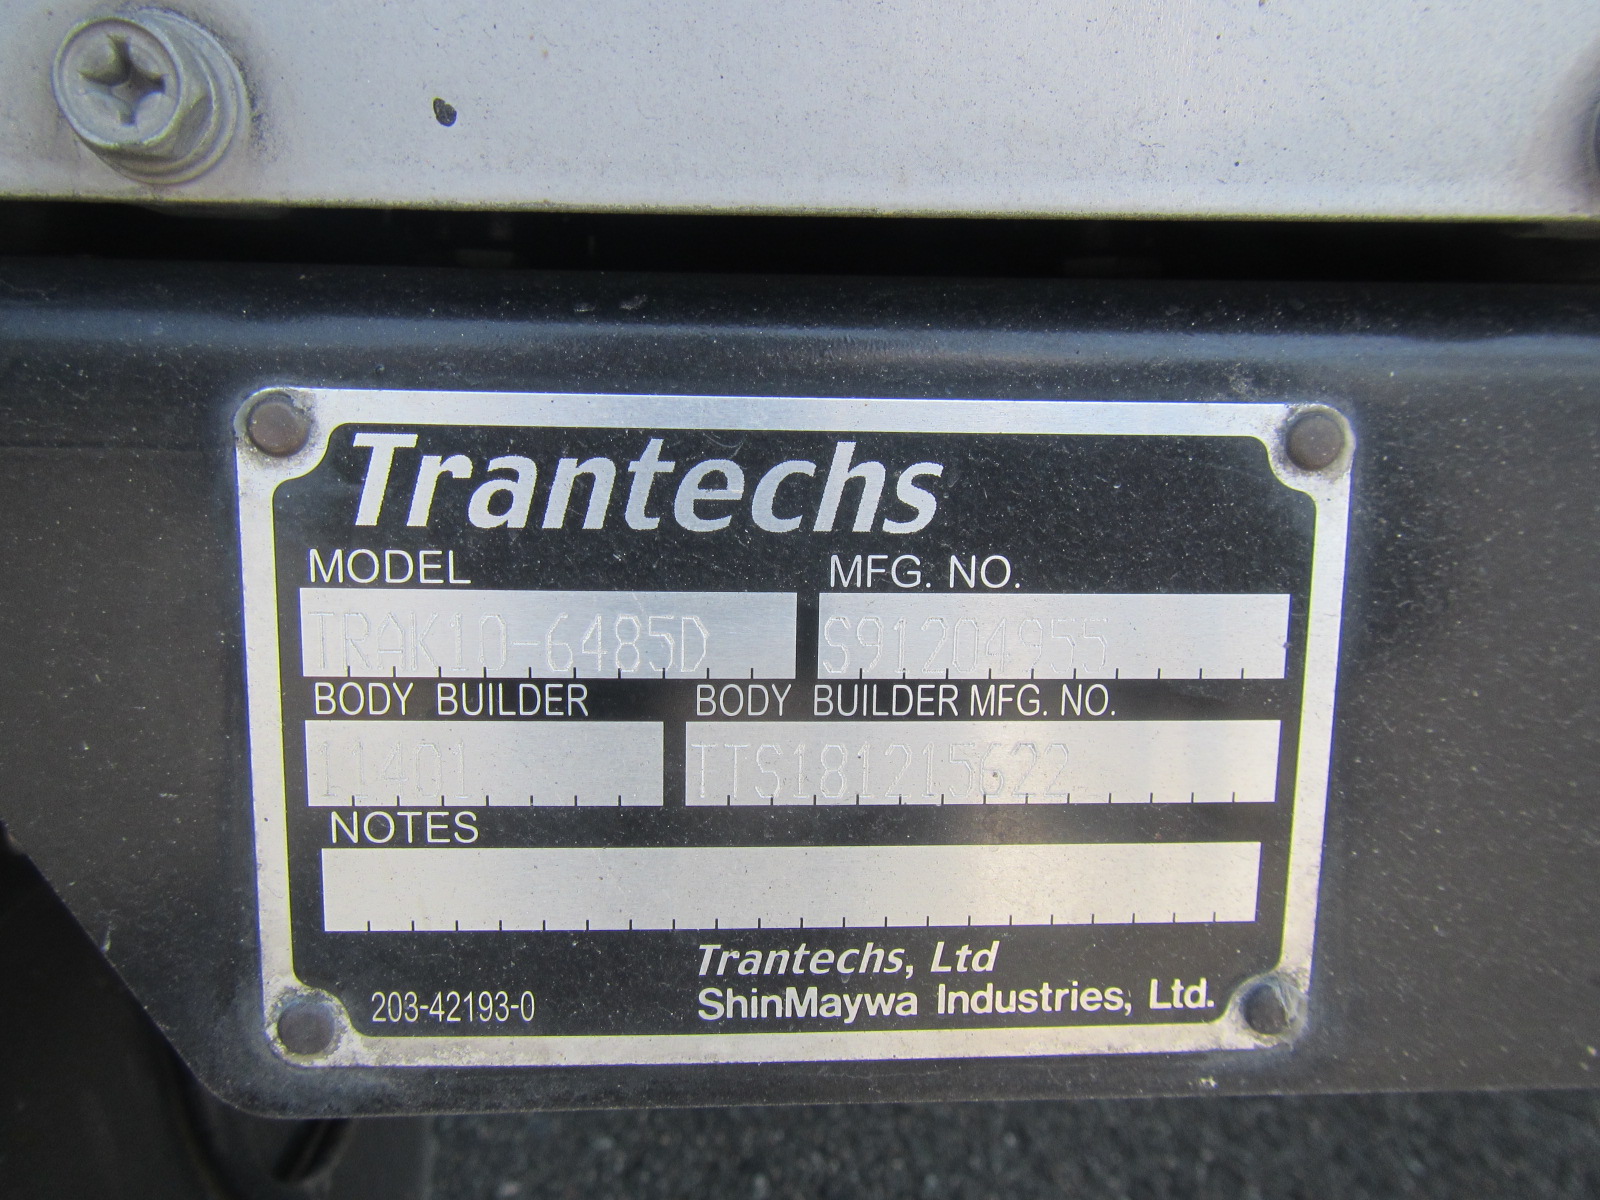 Trantechs
MODEL MFG. NO.
TRAK10-6485D S91204955
BODY BUILDER BODY BUILDER MFG. NO.
11401 TTS181215622
NOTES
Trantechs, Ltd
203-42193-0 ShinMaywa Industries, Ltd.